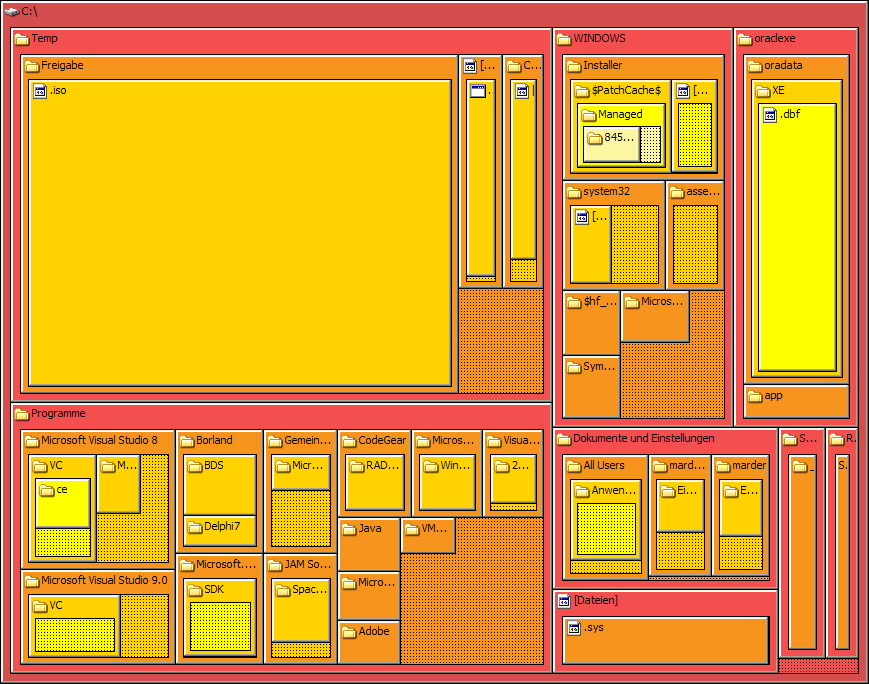 C:\
Temp
Freigabe
.iso
[...
.
C...
[
WINDOWS
Installer
$PatchCache$
Managed
845...
[...
system32
[...
asse...
$hf_...
Micros...
Sym...
oraclexe
oradata
XE
.dbf
app
Programme
Microsoft Visual Studio 8
VC
ce
M...
Microsoft Visual Studio 9.0
VC
Borland
BDS
Delphi7
Microsoft....
SDK
Gemein...
Micr...
JAM So...
Spac...
CodeGear
RAD...
Micros...
Win...
Visua...
2...
Java
VM...
Micro...
Adobe
Dokumente und Einstellungen
All Users
Anwen...
mard...
Ei...
marder
E...
[Dateien]
.sys
S...
_
R.
S.